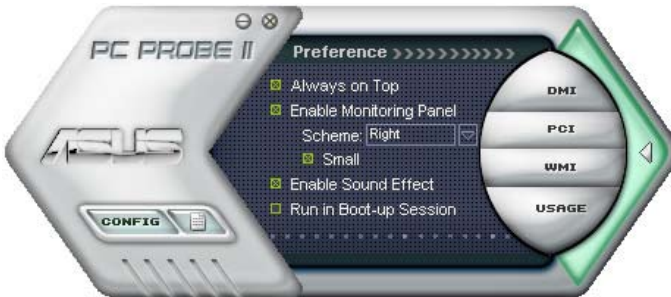 PC PROBE II
Preference
Always on Top
Enable Monitoring Panel
Scheme: Right
Small
Enable Sound Effect
Run in Boot-up Session
ASUS
CONFIG
DMI
PCI
WMI
USAGE